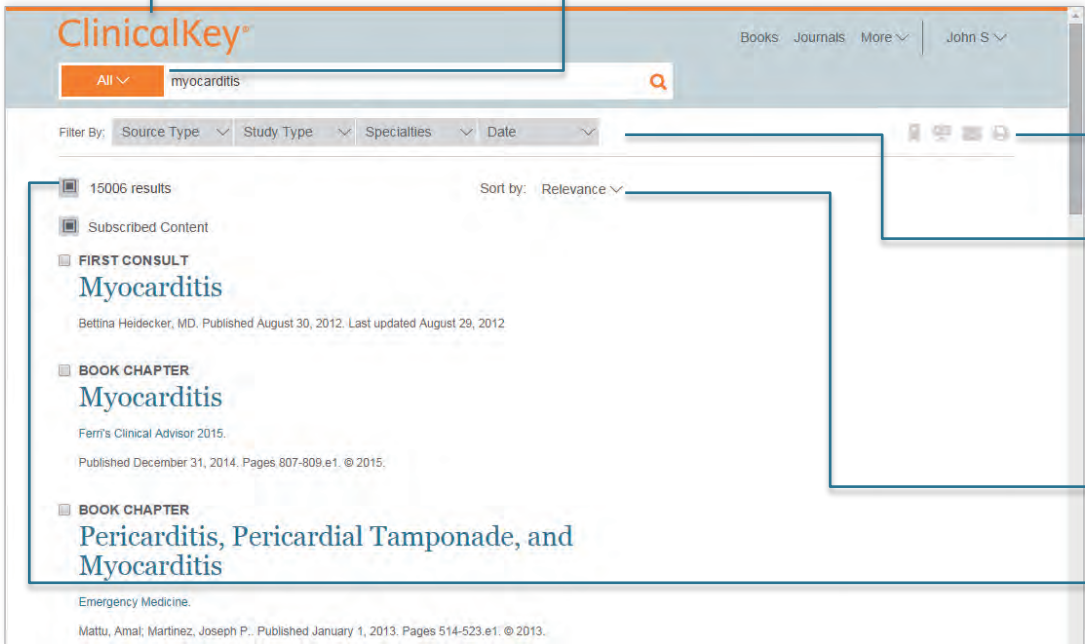 ClinicalKey®
Books Journals More John S
All myocarditis
Filter By: Source Type Study Type Specialties Date
15006 results Sort by: Relevance
Subscribed Content
FIRST CONSULT
Myocarditis
Bettina Heidecker, MD. Published August 30, 2012. Last updated August 29, 2012
BOOK CHAPTER
Myocarditis
Ferri's Clinical Advisor 2015.
Published December 31, 2014. Pages 807-809.e1. © 2015.
BOOK CHAPTER
Pericarditis, Pericardial Tamponade, and
Myocarditis
Emergency Medicine.
Mattu, Amal; Martinez, Joseph P.. Published January 1, 2013. Pages 514-523.e1. © 2013.